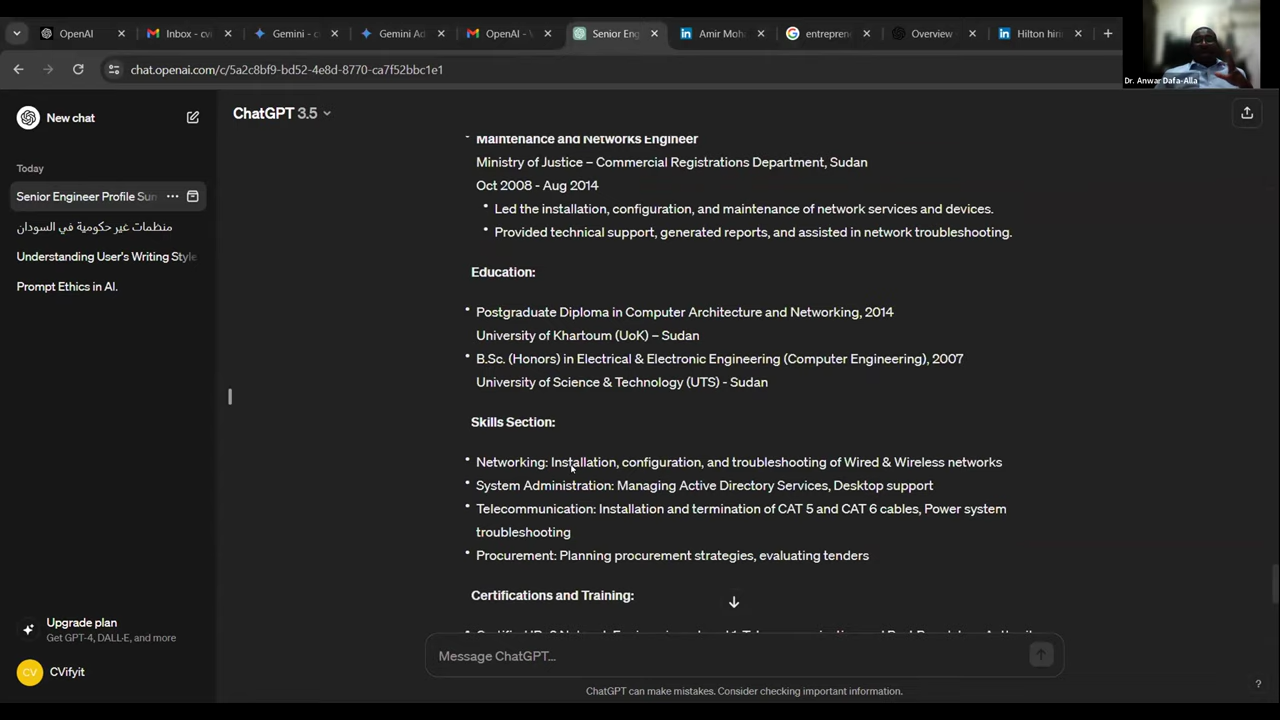 OpenAI
Inbox - cvi
Gemini - c
Gemini Ad
OpenAI - V
Senior Eng
Amir Moha
entreprene
Overview
Hilton hiri
chat.openai.com/c/5a2c8bf9-bd52-4e8d-8770-ca7f52bbc1e1
Dr. Anwar Dafa-Alla
New chat
ChatGPT 3.5
Today
Senior Engineer Profile Sum
منظمات غير حكومية في السودان
Understanding User's Writing Style
Prompt Ethics in AI.
Maintenance and Networks Engineer
Ministry of Justice – Commercial Registrations Department, Sudan
Oct 2008 - Aug 2014
• Led the installation, configuration, and maintenance of network services and devices.
• Provided technical support, generated reports, and assisted in network troubleshooting.
Education:
• Postgraduate Diploma in Computer Architecture and Networking, 2014
University of Khartoum (UoK) – Sudan
• B.Sc. (Honors) in Electrical & Electronic Engineering (Computer Engineering), 2007
University of Science & Technology (UTS) - Sudan
Skills Section:
• Networking: Installation, configuration, and troubleshooting of Wired & Wireless networks
• System Administration: Managing Active Directory Services, Desktop support
• Telecommunication: Installation and termination of CAT 5 and CAT 6 cables, Power system
troubleshooting
• Procurement: Planning procurement strategies, evaluating tenders
Certifications and Training:
Upgrade plan
Get GPT-4, DALL·E, and more
CV
CVifyit
Message ChatGPT...
ChatGPT can make mistakes. Consider checking important information.
?